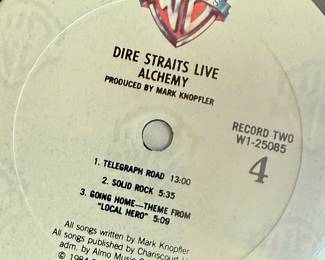 DIRE STRAITS LIVE
ALCHEMY
PRODUCED BY MARK KNOPFLER
RECORD TWO
W1-25085
4
1. TELEGRAPH ROAD 13:00
2. SOLID ROCK 5:35
3. GOING HOME—THEME FROM
"LOCAL HERO" 5:09
All songs written by Mark Knopfler
All songs published by Chariscourt
adm. by Almo Music
© 1984